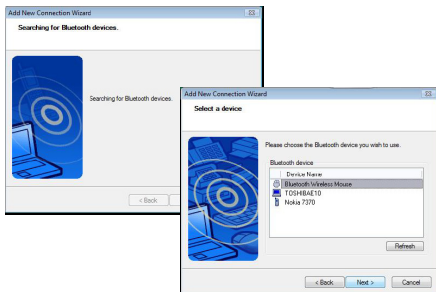 Add New Connection Wizard
Searching for Bluetooth devices.
Searching for Bluetooth devices.
< Back
Add New Connection Wizard
Select a device
Please choose the Bluetooth device you wish to use.
Bluetooth device
Device Name
Bluetooth Wireless Mouse
TOSHIBAE10
Nokia 7370
Refresh
< Back
Next >
Cancel